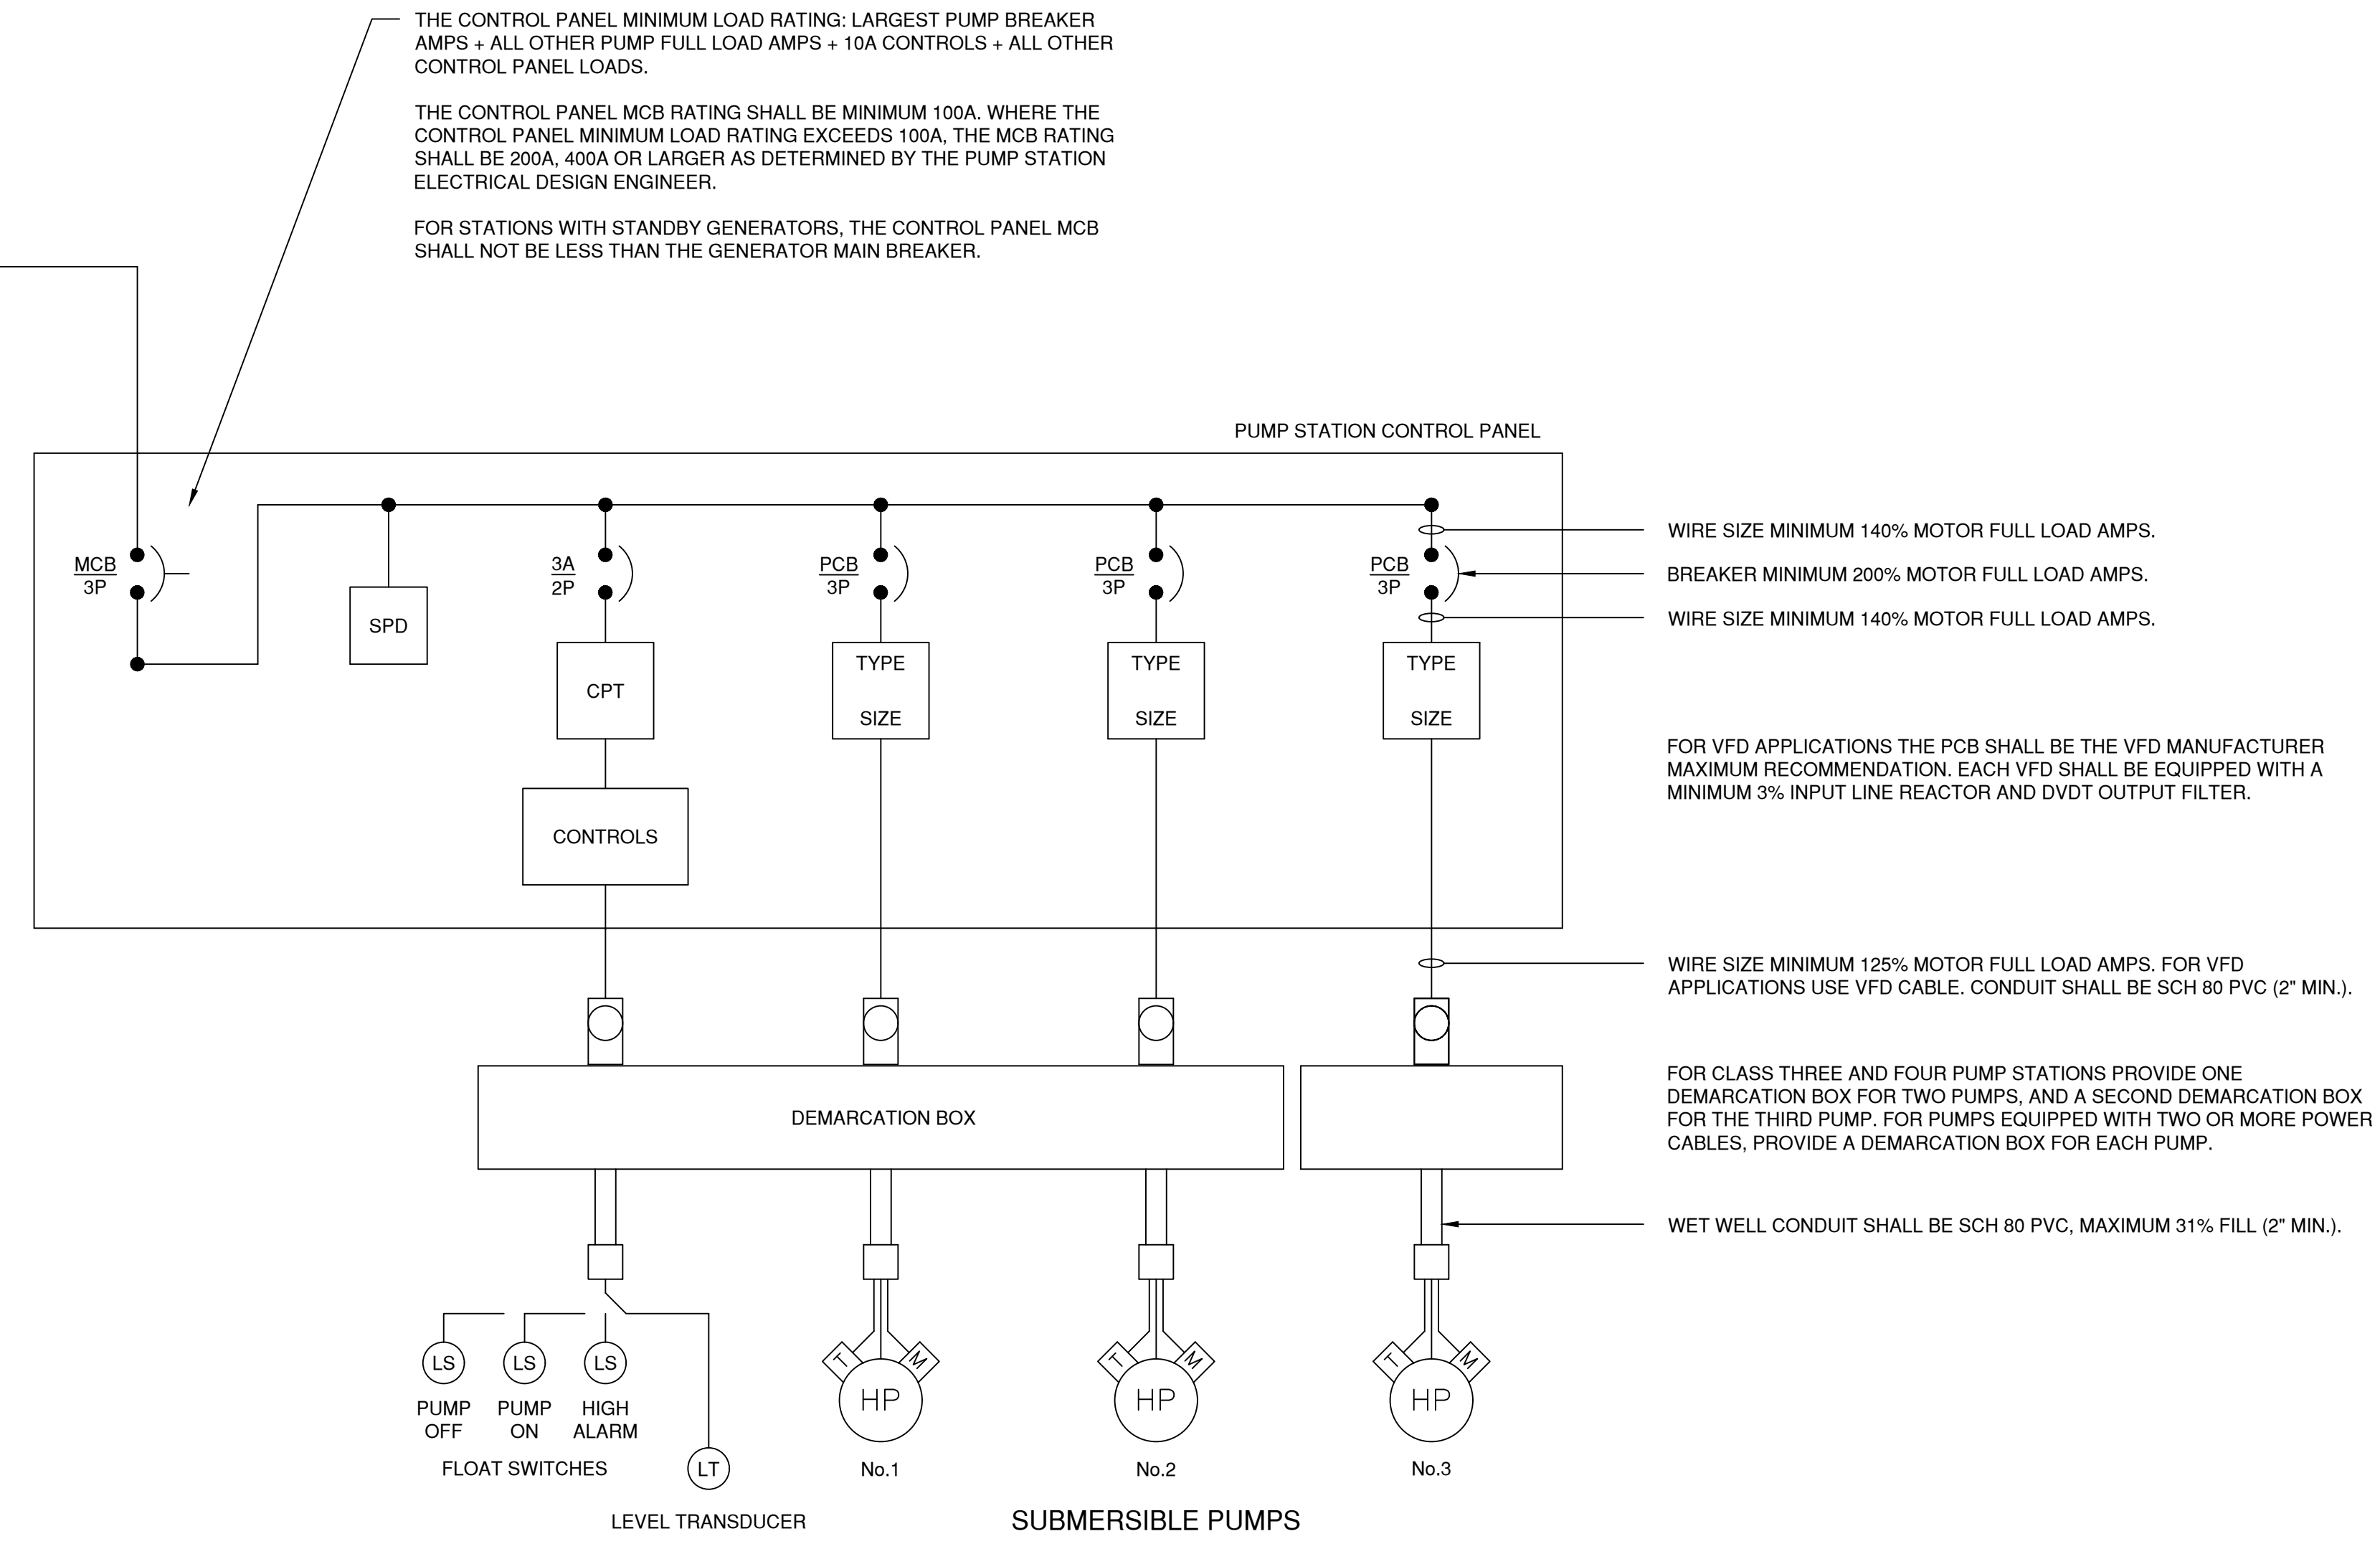 THE CONTROL PANEL MINIMUM LOAD RATING: LARGEST PUMP BREAKER
AMPS + ALL OTHER PUMP FULL LOAD AMPS + 10A CONTROLS + ALL OTHER
CONTROL PANEL LOADS.
THE CONTROL PANEL MCB RATING SHALL BE MINIMUM 100A. WHERE THE
CONTROL PANEL MINIMUM LOAD RATING EXCEEDS 100A, THE MCB RATING
SHALL BE 200A, 400A OR LARGER AS DETERMINED BY THE PUMP STATION
ELECTRICAL DESIGN ENGINEER.
FOR STATIONS WITH STANDBY GENERATORS, THE CONTROL PANEL MCB
SHALL NOT BE LESS THAN THE GENERATOR MAIN BREAKER.
PUMP STATION CONTROL PANEL
MCB
3P
SPD
3A
2P
CPT
CONTROLS
PCB
3P
TYPE
SIZE
PCB
3P
TYPE
SIZE
PCB
3P
TYPE
SIZE
WIRE SIZE MINIMUM 140% MOTOR FULL LOAD AMPS.
BREAKER MINIMUM 200% MOTOR FULL LOAD AMPS.
WIRE SIZE MINIMUM 140% MOTOR FULL LOAD AMPS.
FOR VFD APPLICATIONS THE PCB SHALL BE THE VFD MANUFACTURER
MAXIMUM RECOMMENDATION. EACH VFD SHALL BE EQUIPPED WITH A
MINIMUM 3% INPUT LINE REACTOR AND DVDT OUTPUT FILTER.
WIRE SIZE MINIMUM 125% MOTOR FULL LOAD AMPS. FOR VFD
APPLICATIONS USE VFD CABLE. CONDUIT SHALL BE SCH 80 PVC (2" MIN.).
DEMARCATION BOX
FOR CLASS THREE AND FOUR PUMP STATIONS PROVIDE ONE
DEMARCATION BOX FOR TWO PUMPS, AND A SECOND DEMARCATION BOX
FOR THE THIRD PUMP. FOR PUMPS EQUIPPED WITH TWO OR MORE POWER
CABLES, PROVIDE A DEMARCATION BOX FOR EACH PUMP.
WET WELL CONDUIT SHALL BE SCH 80 PVC, MAXIMUM 31% FILL (2" MIN.).
LS
PUMP
OFF
LS
PUMP
ON
LS
HIGH
ALARM
FLOAT SWITCHES
LT
LEVEL TRANSDUCER
T
M
HP
No.1
T
M
HP
No.2
T
M
HP
No.3
SUBMERSIBLE PUMPS